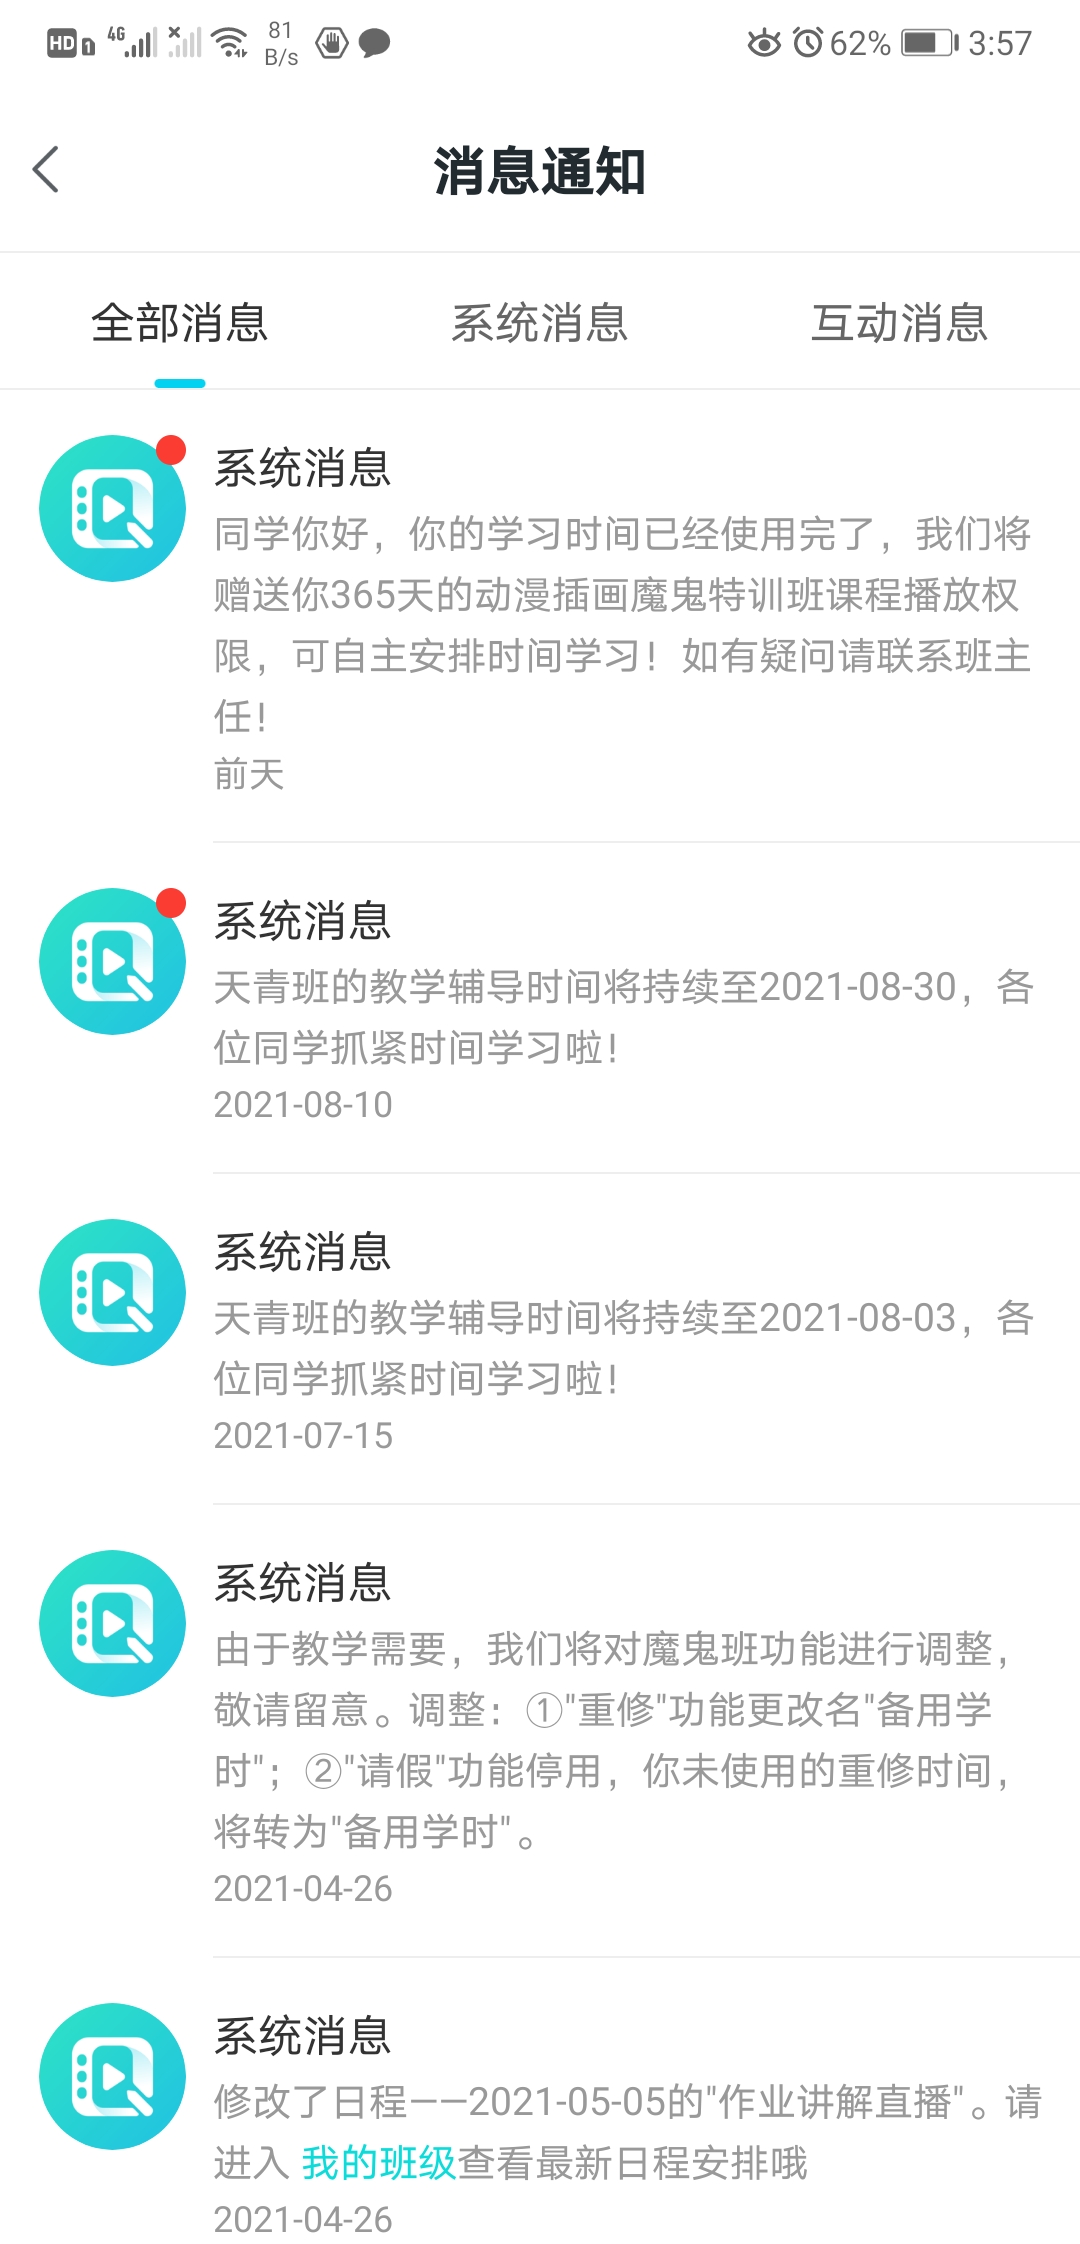 HD 1 4G 81 B/s 62% 3:57
消息通知
全部消息 系统消息 互动消息
系统消息
同学你好，你的学习时间已经使用完了，我们将
赠送你365天的动漫插画魔鬼特训班课程播放权
限，可自主安排时间学习！如有疑问请联系班主
任！
前天
系统消息
天青班的教学辅导时间将持续至2021-08-30，各
位同学抓紧时间学习啦！
2021-08-10
系统消息
天青班的教学辅导时间将持续至2021-08-03，各
位同学抓紧时间学习啦！
2021-07-15
系统消息
由于教学需要，我们将对魔鬼班功能进行调整，
敬请留意。调整：①"重修"功能更改名"备用学
时"；②"请假"功能停用，你未使用的重修时间，
将转为"备用学时"。
2021-04-26
系统消息
修改了日程——2021-05-05的"作业讲解直播"。请
进入 我的班级查看最新日程安排哦
2021-04-26